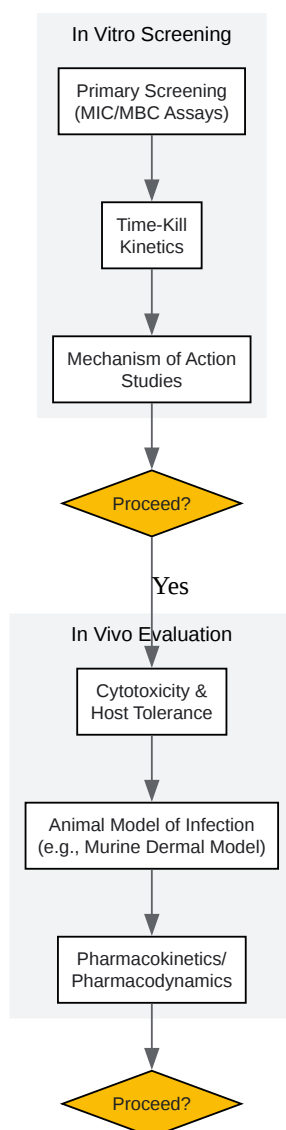 In Vitro Screening
Primary Screening
(MIC/MBC Assays)
Time-Kill
Kinetics
Mechanism of Action
Studies
Proceed?
Yes
In Vivo Evaluation
Cytotoxicity &
Host Tolerance
Animal Model of Infection
(e.g., Murine Dermal Model)
Pharmacokinetics/
Pharmacodynamics
Proceed?